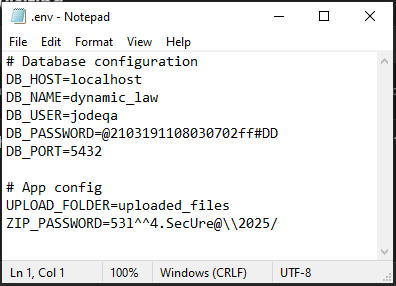 .env - Notepad
File Edit Format View Help
# Database configuration
DB_HOST=localhost
DB_NAME=dynamic_law
DB_USER=jodeqa
DB_PASSWORD=@2103191108030702ff#DD
DB_PORT=5432

# App config
UPLOAD_FOLDER=uploaded_files
ZIP_PASSWORD=53l^^4.SecUre@\\2025/
Ln 1, Col 1 100% Windows (CRLF) UTF-8